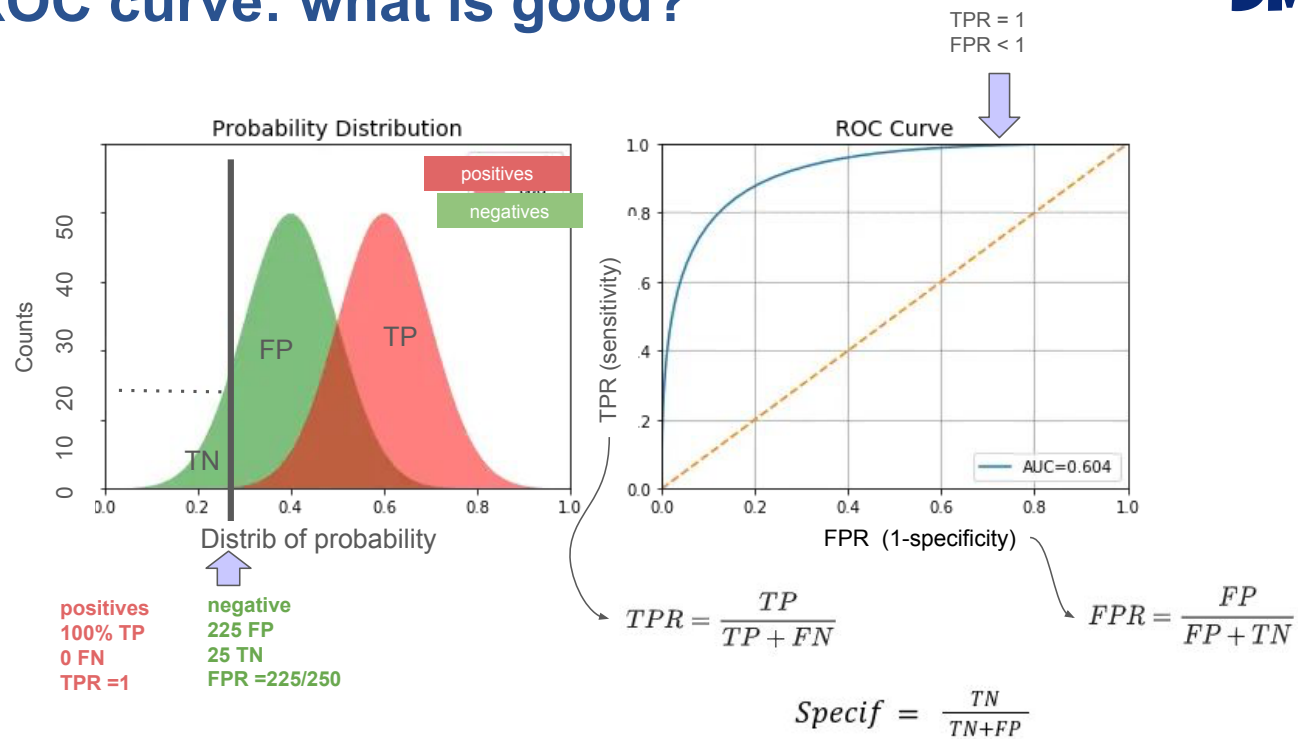 ROC curve: what is good?
TPR = 1
FPR < 1
Probability Distribution
positives
negatives
Counts
50
40
30
20
10
0
FP
TP
TN
0.0
0.2
0.4
0.6
0.8
1.0
Distrib of probability
positives
100% TP
0 FN
TPR =1
negative
225 FP
25 TN
FPR =225/250
ROC Curve
TPR (sensitivity)
1.0
0.8
.6
.4
.2
0.0
AUC=0.604
0.0
0.2
0.4
0.6
0.8
1.0
FPR (1-specificity)
TPR = TP / TP + FN
FPR = FP / FP + TN
Specif = TN / TN+FP